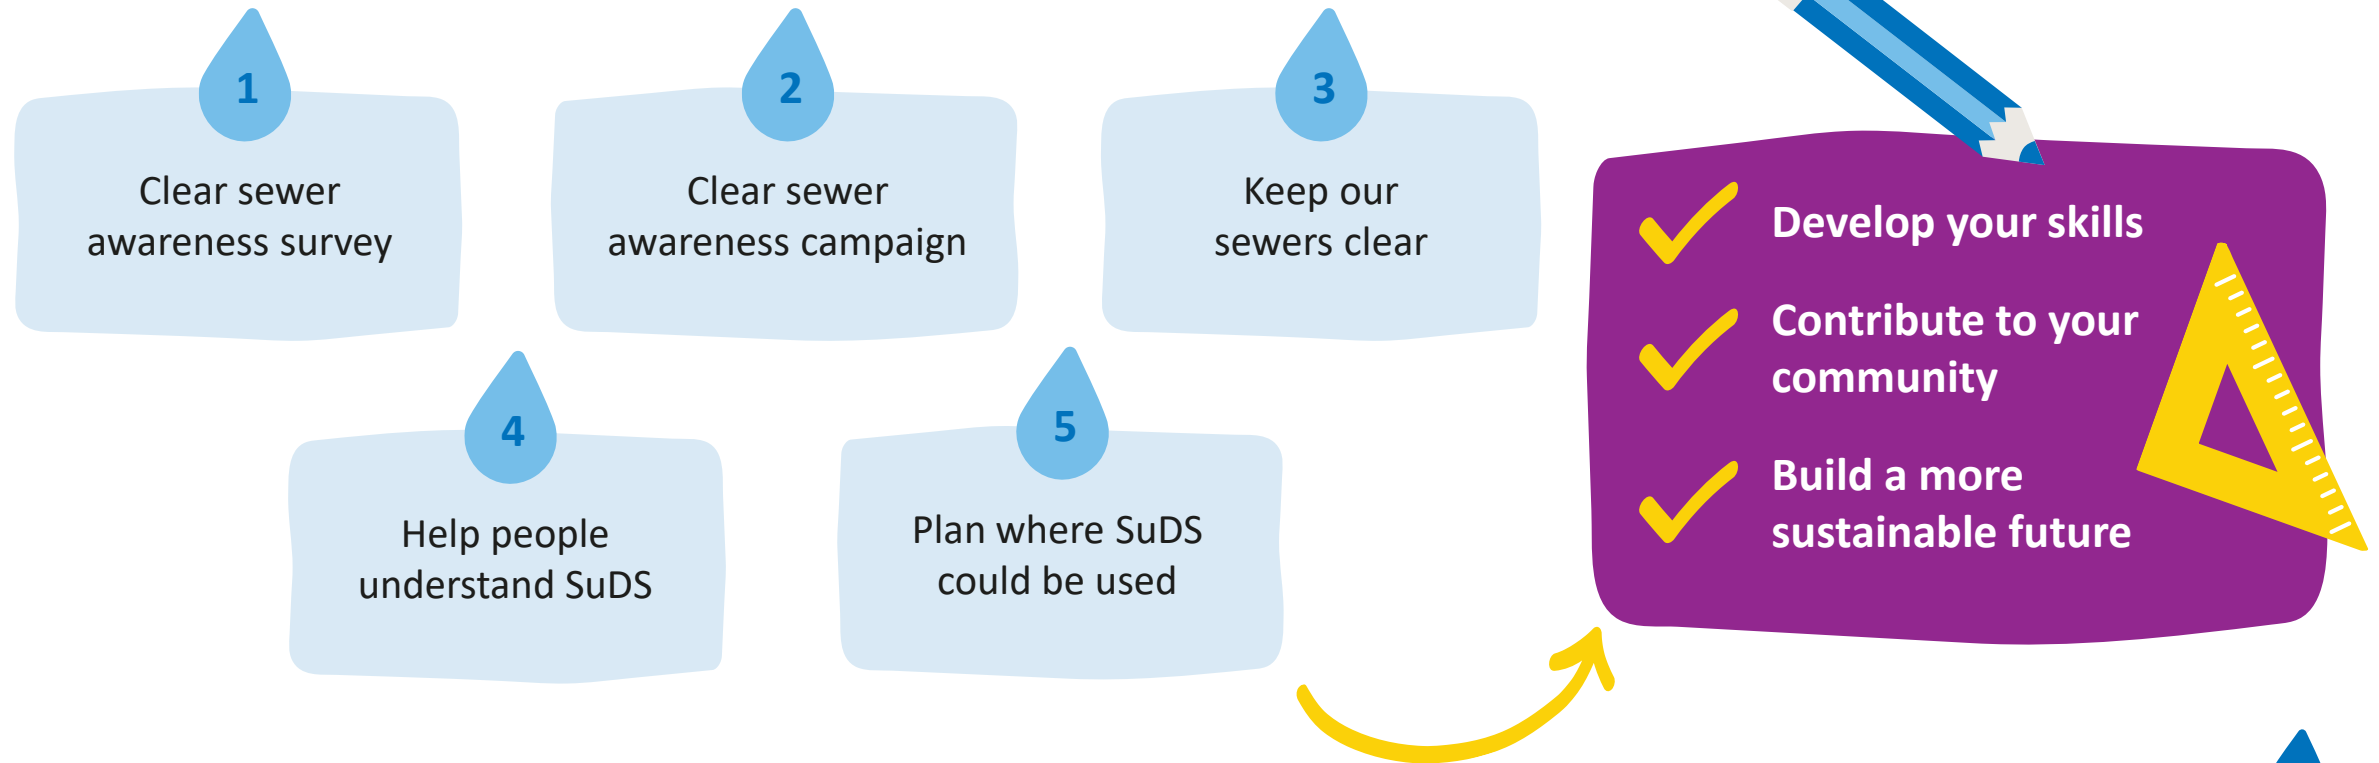 1
Clear sewer
awareness survey
2
Clear sewer
awareness campaign
3
Keep our
sewers clear
4
Help people
understand SuDS
5
Plan where SuDS
could be used
Develop your skills
Contribute to your
community
Build a more
sustainable future